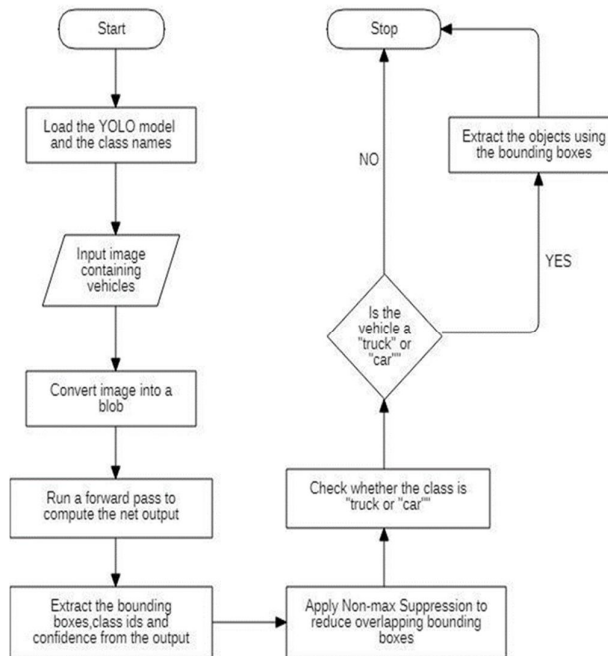 Start
Load the YOLO model
and the class names
Input image
containing
vehicles
Convert image into a
blob
Run a forward pass to
compute the net output
Extract the bounding
boxes,class ids and
confidence from the output
Apply Non-max Suppression to
reduce overlapping bounding
boxes
Check whether the class is
"truck or "car""
Is the
vehicle a
"truck" or
"car""
NO
YES
Extract the objects using
the bounding boxes
Stop